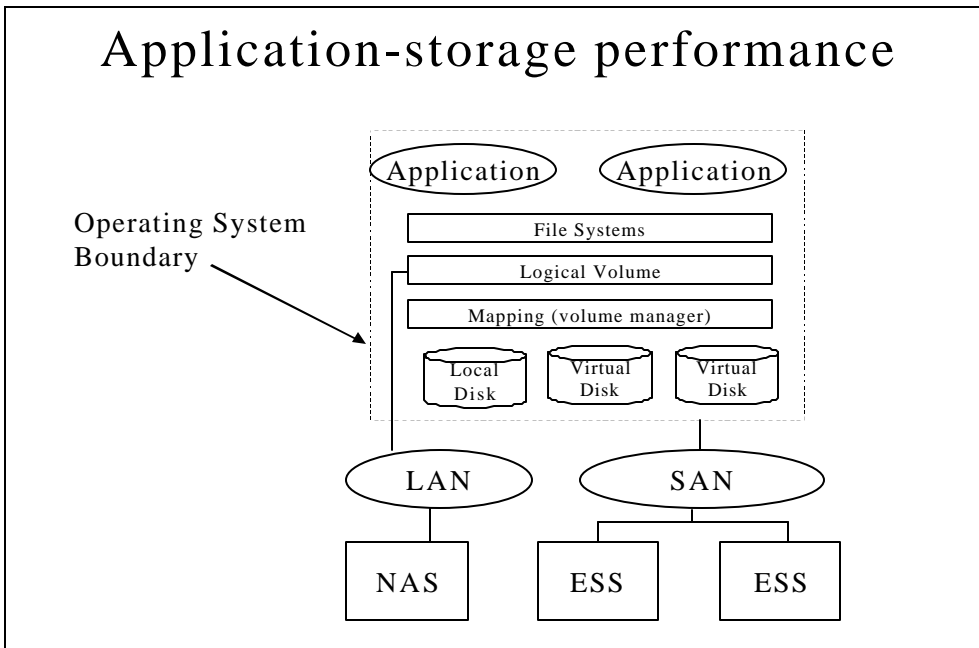 Application-storage performance
Application
Application
Operating System
Boundary
File Systems
Logical Volume
Mapping (volume manager)
Local
Disk
Virtual
Disk
Virtual
Disk
LAN
SAN
NAS
ESS
ESS